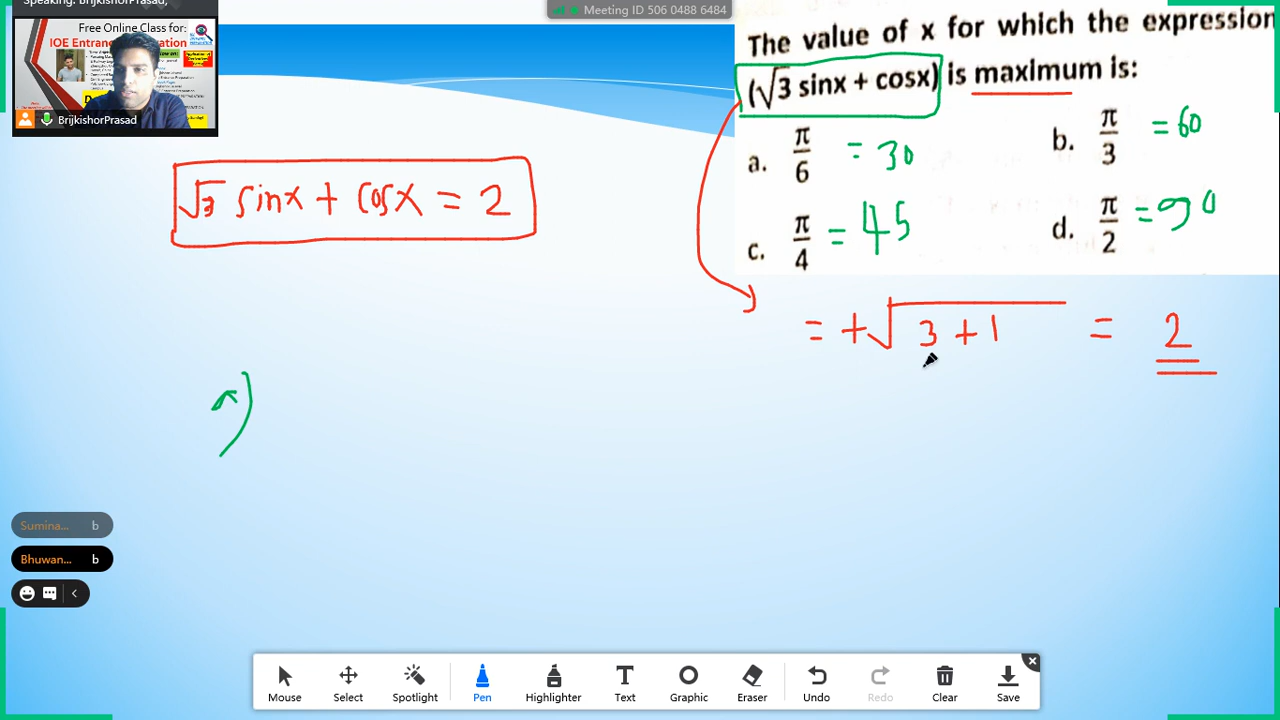 Speaking: BrijkishorPrasad,
Meeting ID 506 0488 6484
Free Online Class for:
IOE Entrance
BrijkishorPrasad
The value of x for which the expression
(√3 sinx + cosx) is maximum is:
a. π/6 = 30
b. π/3 = 60
c. π/4 = 45
d. π/2 = 90
√3 sinx + cosx = 2
= +√3+1 = 2
Sumina... b
Bhuwan... b
Mouse Select Spotlight Pen Highlighter Text Graphic Eraser Undo Redo Clear Save